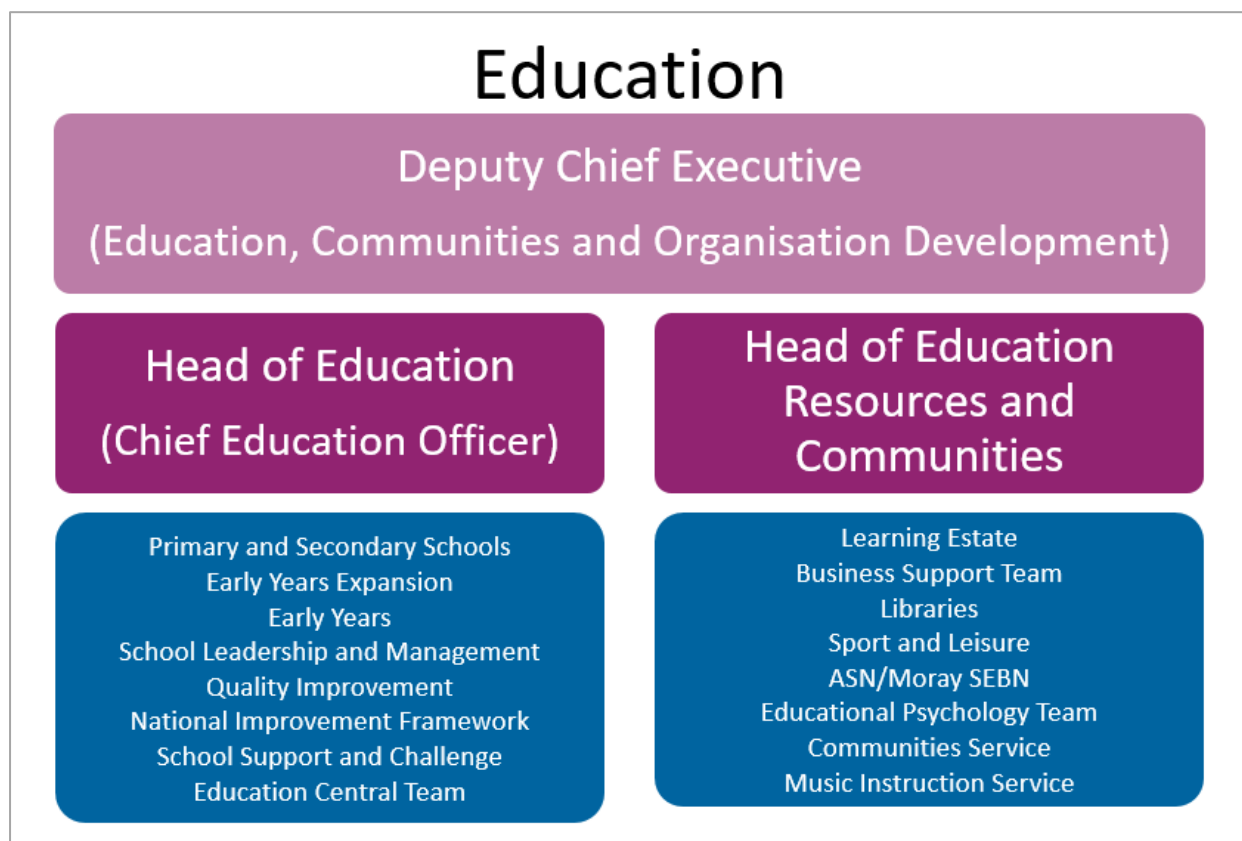 Education
Deputy Chief Executive
(Education, Communities and Organisation Development)
Head of Education
(Chief Education Officer)
Head of Education
Resources and
Communities
Primary and Secondary Schools
Early Years Expansion
Early Years
School Leadership and Management
Quality Improvement
National Improvement Framework
School Support and Challenge
Education Central Team
Learning Estate
Business Support Team
Libraries
Sport and Leisure
ASN/Moray SEBN
Educational Psychology Team
Communities Service
Music Instruction Service